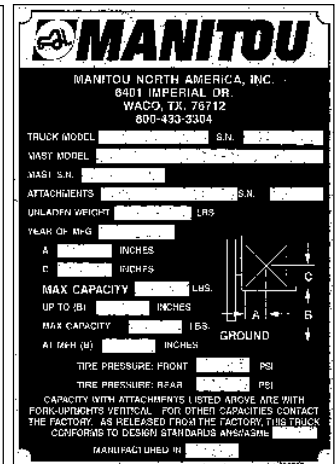 MANITOU
MANITOU NORTH AMERICA, INC.
6401 IMPERIAL DR.
WACO, TX. 76712
800-433-3304
TRUCK MODEL S.N.
MAST MODEL
MAST S.N.
ATTACHMENTS S.N.
UNLADEN WEIGHT LBS
YEAR OF MFG
A INCHES
C INCHES
MAX CAPACITY LBS.
UP TO (B) INCHES
MAX CAPACITY LBS.
AT MFH (B) INCHES
C
A B
GROUND
TIRE PRESSURE: FRONT PSI
TIRE PRESSURE: REAR PSI
CAPACITY WITH ATTACHMENTS LISTED ABOVE ARE WITH
FORK-UPRIGHTS VERTICAL. FOR OTHER CAPACITIES CONTACT
THE FACTORY. AS RELEASED FROM THE FACTORY, THIS TRUCK
CONFORMS TO DESIGN STANDARDS ANSI/ASME
MANUFACTURED IN